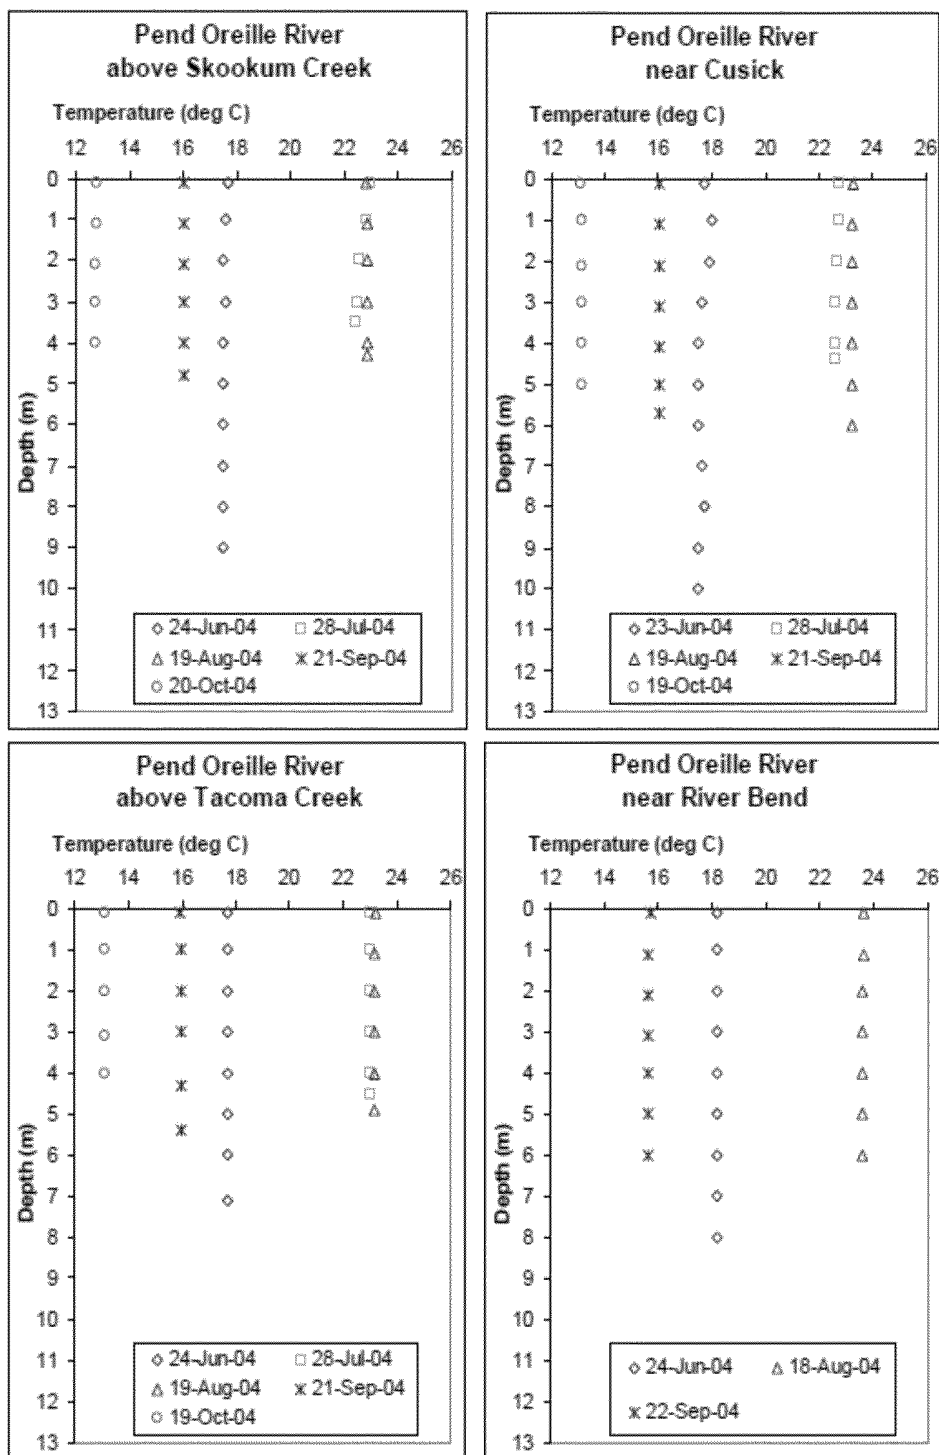 Pend Oreille River
above Skookum Creek
Temperature (deg C)
12 14 16 18 20 22 24 26
0
1
2
3
4
5
6
7
8
9
10
11
12
13
Depth (m)
24-Jun-04 28-Jul-04
19-Aug-04 21-Sep-04
20-Oct-04
Pend Oreille River
near Cusick
Temperature (deg C)
12 14 16 18 20 22 24 26
0
1
2
3
4
5
6
7
8
9
10
11
12
13
Depth (m)
23-Jun-04 28-Jul-04
19-Aug-04 21-Sep-04
19-Oct-04
Pend Oreille River
above Tacoma Creek
Temperature (deg C)
12 14 16 18 20 22 24 26
0
1
2
3
4
5
6
7
8
9
10
11
12
13
Depth (m)
24-Jun-04 28-Jul-04
19-Aug-04 21-Sep-04
19-Oct-04
Pend Oreille River
near River Bend
Temperature (deg C)
12 14 16 18 20 22 24 26
0
1
2
3
4
5
6
7
8
9
10
11
12
13
Depth (m)
24-Jun-04 18-Aug-04
22-Sep-04